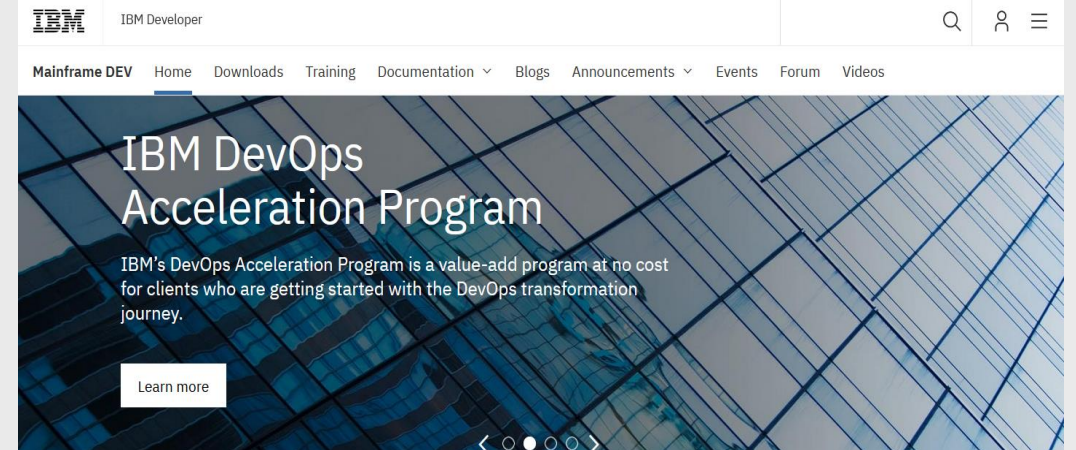 IBM IBM Developer
Mainframe DEV Home Downloads Training Documentation Blogs Announcements Events Forum Videos
IBM DevOps
Acceleration Program
IBM's DevOps Acceleration Program is a value-add program at no cost
for clients who are getting started with the DevOps transformation
journey.
Learn more